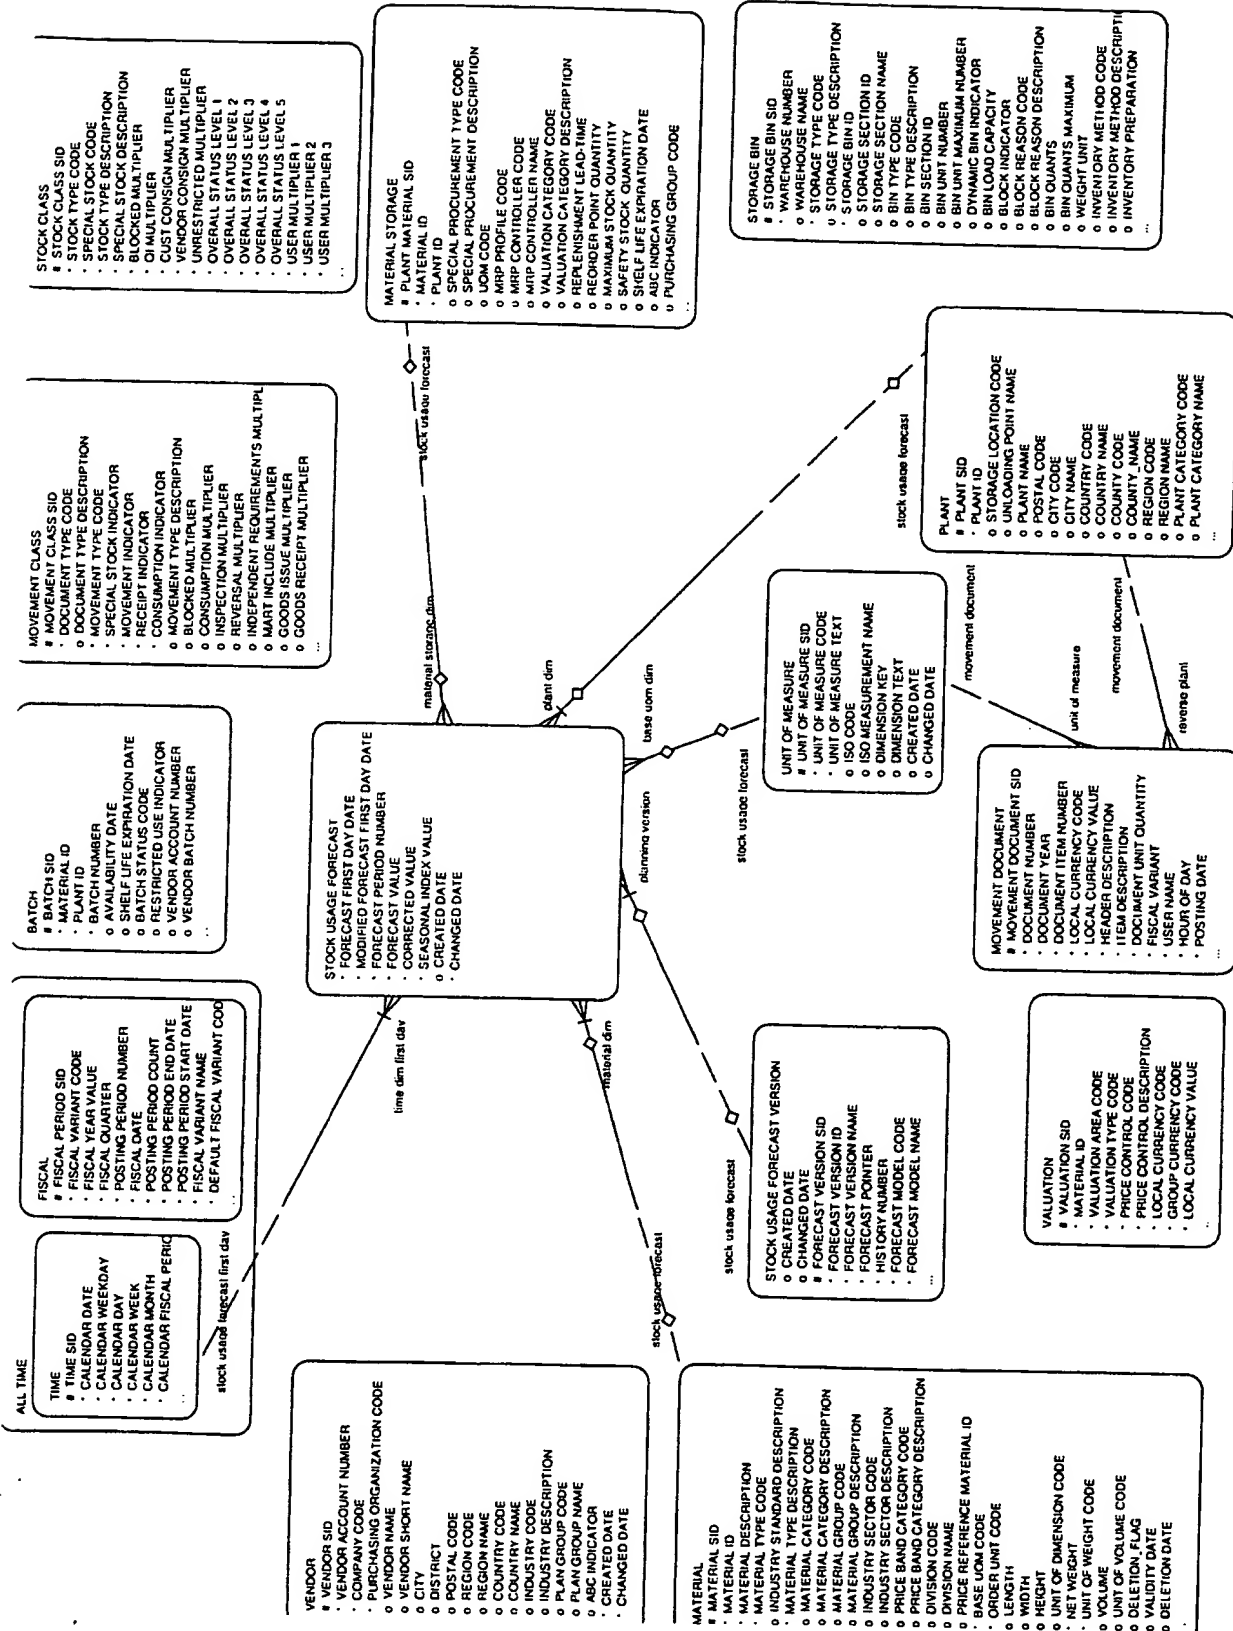 ALL TIME
TIME
# TIME SID
· CALENDAR DATE
· CALENDAR WEEKDAY
· CALENDAR DAY
· CALENDAR WEEK
· CALENDAR MONTH
· CALENDAR FISCAL PERIC
...
FISCAL
# FISCAL PERIOD SID
· FISCAL VARIANT CODE
· FISCAL YEAR VALUE
· FISCAL QUARTER
· POSTING PERIOD NUMBER
· FISCAL DATE
· POSTING PERIOD COUNT
· POSTING PERIOD END DATE
· POSTING PERIOD START DATE
· FISCAL VARIANT NAME
· DEFAULT FISCAL VARIANT COD
...
BATCH
# BATCH SID
· MATERIAL ID
· PLANT ID
· BATCH NUMBER
o AVAILABILITY DATE
o SHELF LIFE EXPIRATION DATE
o BATCH STATUS CODE
o RESTRICTED USE INDICATOR
o VENDOR ACCOUNT NUMBER
o VENDOR BATCH NUMBER
...
MOVEMENT CLASS
# MOVEMENT CLASS SID
· DOCUMENT TYPE CODE
o DOCUMENT TYPE DESCRIPTION
· MOVEMENT TYPE CODE
· SPECIAL STOCK INDICATOR
· MOVEMENT INDICATOR
· RECEIPT INDICATOR
· CONSUMPTION INDICATOR
o MOVEMENT TYPE DESCRIPTION
o BLOCKED MULTIPLIER
o CONSUMPTION MULTIPLIER
o INSPECTION MULTIPLIER
o REVERSAL MULTIPLIER
o INDEPENDENT REQUIREMENTS MULTIPL
o MART INCLUDE MULTIPLIER
o GOODS ISSUE MULTIPLIER
o GOODS RECEIPT MULTIPLIER
...
STOCK CLASS
# STOCK CLASS SID
· STOCK TYPE CODE
· SPECIAL STOCK CODE
· STOCK TYPE DESCRIPTION
· SPECIAL STOCK DESCRIPTION
· BLOCKED MULTIPLIER
· QI MULTIPLIER
· CUST CONSIGN MULTIPLIER
· VENDOR CONSIGN MULTIPLIER
· UNRESTRICTED MULTIPLIER
· OVERALL STATUS LEVEL 1
· OVERALL STATUS LEVEL 2
· OVERALL STATUS LEVEL 3
· OVERALL STATUS LEVEL 4
· OVERALL STATUS LEVEL 5
· USER MULTIPLIER 1
· USER MULTIPLIER 2
· USER MULTIPLIER 3
...
stock usage forecast first day
time dim first day
VENDOR
# VENDOR SID
· VENDOR ACCOUNT NUMBER
· COMPANY CODE
· PURCHASING ORGANIZATION CODE
o VENDOR NAME
o VENDOR SHORT NAME
o CITY
o DISTRICT
o POSTAL CODE
o REGION CODE
o REGION NAME
o COUNTRY CODE
o COUNTRY NAME
o INDUSTRY CODE
o INDUSTRY DESCRIPTION
o PLAN GROUP CODE
o PLAN GROUP NAME
o ABC INDICATOR
· CREATED DATE
· CHANGED DATE
STOCK USAGE FORECAST
· FORECAST FIRST DAY DATE
· MODIFIED FORECAST FIRST DAY DATE
· FORECAST PERIOD NUMBER
· FORECAST VALUE
· CORRECTED VALUE
· SEASONAL INDEX VALUE
o CREATED DATE
· CHANGED DATE
material storage dim
stock usage forecast
MATERIAL STORAGE
# PLANT MATERIAL SID
· MATERIAL ID
· PLANT ID
o SPECIAL PROCUREMENT TYPE CODE
o SPECIAL PROCUREMENT DESCRIPTION
o UOM CODE
o MRP PROFILE CODE
o MRP CONTROLLER CODE
o MRP CONTROLLER NAME
o VALUATION CATEGORY CODE
o VALUATION CATEGORY DESCRIPTION
o REPLENISHMENT LEAD-TIME
o REORDER POINT QUANTITY
o MAXIMUM STOCK QUANTITY
o SAFETY STOCK QUANTITY
o SHELF LIFE EXPIRATION DATE
o ABC INDICATOR
o PURCHASING GROUP CODE
...
material dim
stock usage forecast
planning version
stock usage forecast
base uom dim
stock usage forecast
plant dim
stock usage forecast
MATERIAL
# MATERIAL SID
· MATERIAL ID
· MATERIAL DESCRIPTION
· MATERIAL TYPE CODE
o INDUSTRY STANDARD DESCRIPTION
· MATERIAL TYPE DESCRIPTION
o MATERIAL CATEGORY CODE
o MATERIAL CATEGORY DESCRIPTION
o MATERIAL GROUP CODE
o MATERIAL GROUP DESCRIPTION
o INDUSTRY SECTOR CODE
o INDUSTRY SECTOR DESCRIPTION
o PRICE BAND CATEGORY CODE
o PRICE BAND CATEGORY DESCRIPTION
o DIVISION CODE
o DIVISION NAME
o PRICE REFERENCE MATERIAL ID
· BASE UOM CODE
· ORDER UNIT CODE
o LENGTH
o WIDTH
o HEIGHT
o UNIT OF DIMENSION CODE
· NET WEIGHT
· UNIT OF WEIGHT CODE
o VOLUME
o UNIT OF VOLUME CODE
o DELETION FLAG
o VALIDITY DATE
o DELETION DATE
STOCK USAGE FORECAST VERSION
o CREATED DATE
o CHANGED DATE
# FORECAST VERSION SID
· FORECAST VERSION ID
· FORECAST VERSION NAME
· FORECAST POINTER
· HISTORY NUMBER
· FORECAST MODEL CODE
· FORECAST MODEL NAME
...
UNIT OF MEASURE
# UNIT OF MEASURE SID
· UNIT OF MEASURE CODE
· UNIT OF MEASURE TEXT
o ISO CODE
o ISO MEASUREMENT NAME
o DIMENSION KEY
o DIMENSION TEXT
o CREATED DATE
o CHANGED DATE
STORAGE BIN
# STORAGE BIN SID
· WAREHOUSE NUMBER
o WAREHOUSE NAME
· STORAGE TYPE CODE
o STORAGE TYPE DESCRIPTION
· STORAGE BIN ID
o STORAGE SECTION ID
o STORAGE SECTION NAME
o BIN TYPE CODE
o BIN TYPE DESCRIPTION
o BIN SECTION ID
o BIN UNIT NUMBER
o BIN UNIT MAXIMUM NUMBER
o DYNAMIC BIN INDICATOR
o BIN LOAD CAPACITY
o BLOCK INDICATOR
o BLOCK REASON CODE
o BLOCK REASON DESCRIPTION
o BIN QUANTS
o BIN QUANTS MAXIMUM
o WEIGHT UNIT
o INVENTORY METHOD CODE
o INVENTORY METHOD DESCRIPTI
o INVENTORY PREPARATION
...
PLANT
# PLANT SID
· PLANT ID
o STORAGE LOCATION CODE
o UNLOADING POINT NAME
o PLANT NAME
o POSTAL CODE
o CITY CODE
o CITY NAME
o COUNTRY CODE
o COUNTRY NAME
o COUNTY CODE
o COUNTY_NAME
o REGION CODE
o REGION NAME
o PLANT CATEGORY CODE
o PLANT CATEGORY NAME
...
movement document
unit of measure
movement document
reverse plant
VALUATION
# VALUATION SID
· MATERIAL ID
· VALUATION AREA CODE
· VALUATION TYPE CODE
· PRICE CONTROL CODE
· PRICE CONTROL DESCRIPTION
· LOCAL CURRENCY CODE
· GROUP CURRENCY CODE
· LOCAL CURRENCY VALUE
...
MOVEMENT DOCUMENT
# MOVEMENT DOCUMENT SID
· DOCUMENT NUMBER
· DOCUMENT YEAR
· DOCUMENT ITEM NUMBER
· LOCAL CURRENCY CODE
· LOCAL CURRENCY VALUE
· HEADER DESCRIPTION
· ITEM DESCRIPTION
· DOCUMENT UNIT QUANTITY
· FISCAL VARIANT
· USER NAME
· HOUR OF DAY
· POSTING DATE
...